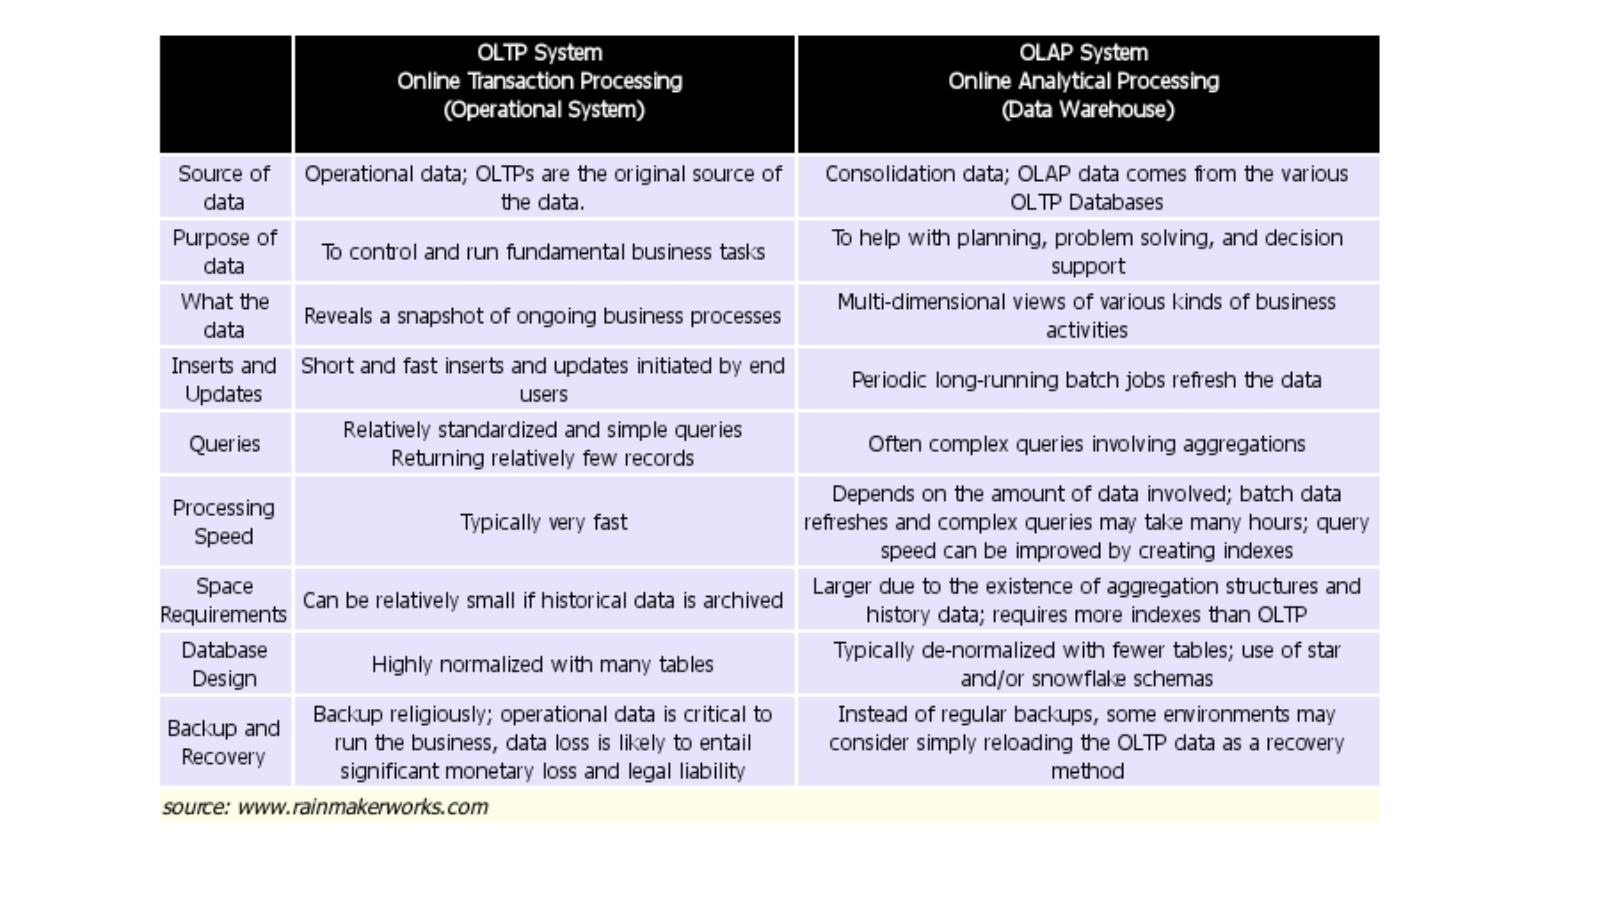 OLTP System
Online Transaction Processing
(Operational System)
OLAP System
Online Analytical Processing
(Data Warehouse)
Source of
data
Operational data; OLTPs are the original source of
the data.
Consolidation data; OLAP data comes from the various
OLTP Databases
Purpose of
data
To control and run fundamental business tasks
To help with planning, problem solving, and decision
support
What the
data
Reveals a snapshot of ongoing business processes
Multi-dimensional views of various kinds of business
activities
Inserts and
Updates
Short and fast inserts and updates initiated by end
users
Periodic long-running batch jobs refresh the data
Queries
Relatively standardized and simple queries
Returning relatively few records
Often complex queries involving aggregations
Processing
Speed
Typically very fast
Depends on the amount of data involved; batch data
refreshes and complex queries may take many hours; query
speed can be improved by creating indexes
Space
Requirements
Can be relatively small if historical data is archived
Larger due to the existence of aggregation structures and
history data; requires more indexes than OLTP
Database
Design
Highly normalized with many tables
Typically de-normalized with fewer tables; use of star
and/or snowflake schemas
Backup and
Recovery
Backup religiously; operational data is critical to
run the business, data loss is likely to entail
significant monetary loss and legal liability
Instead of regular backups, some environments may
consider simply reloading the OLTP data as a recovery
method
source: www.rainmakerworks.com